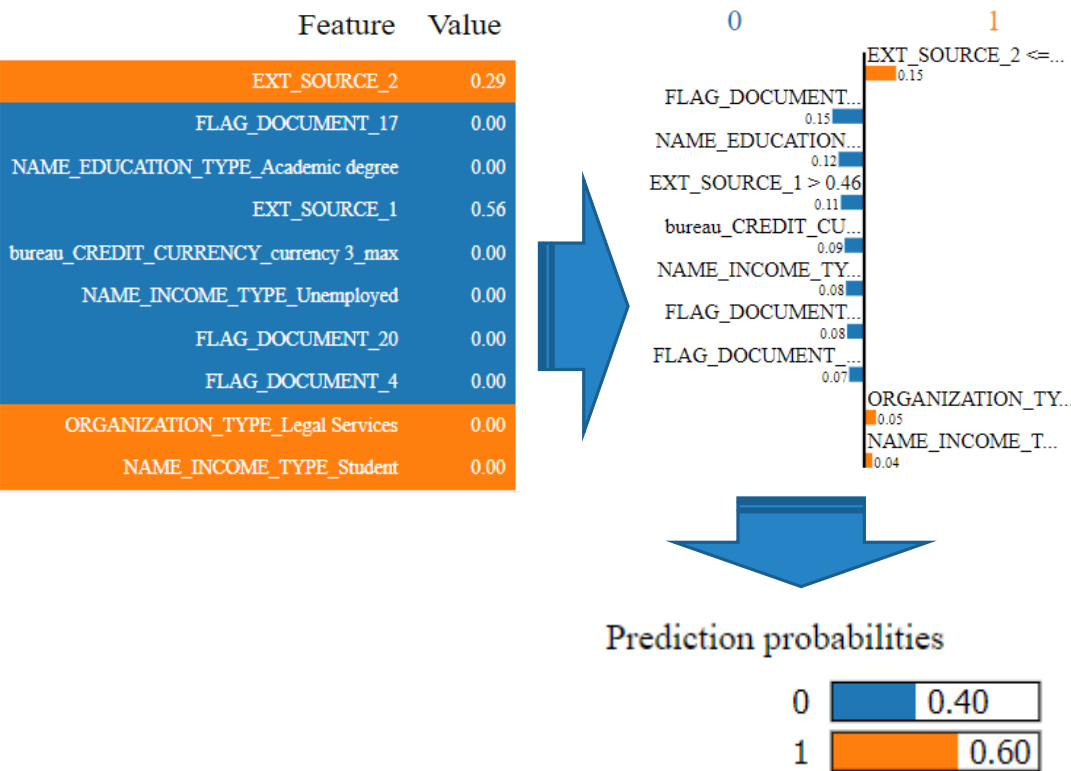 Feature Value
EXT_SOURCE_2 0.29
FLAG_DOCUMENT_17 0.00
NAME_EDUCATION_TYPE_Academic degree 0.00
EXT_SOURCE_1 0.56
bureau_CREDIT_CURRENCY_currency 3_max 0.00
NAME_INCOME_TYPE_Unemployed 0.00
FLAG_DOCUMENT_20 0.00
FLAG_DOCUMENT_4 0.00
ORGANIZATION_TYPE_Legal Services 0.00
NAME_INCOME_TYPE_Student 0.00
0 1
EXT_SOURCE_2 <=...
0.15
FLAG_DOCUMENT...
0.15
NAME_EDUCATION...
0.12
EXT_SOURCE_1 > 0.46
0.11
bureau_CREDIT_CU...
0.09
NAME_INCOME_TY...
0.08
FLAG_DOCUMENT...
0.08
FLAG_DOCUMENT_...
0.07
ORGANIZATION_TY...
0.05
NAME_INCOME_T...
0.04
Prediction probabilities
0 0.40
1 0.60